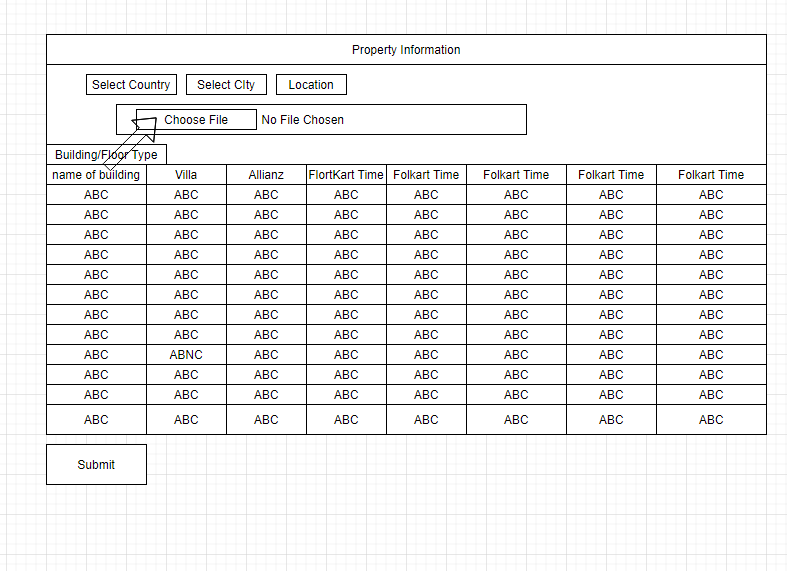 Property Information
Select Country Select CIty Location
Choose File No File Chosen
Building/Floor Type
name of building Villa Allianz FlortKart Time Folkart Time Folkart Time Folkart Time Folkart Time
ABC ABC ABC ABC ABC ABC ABC ABC
ABC ABC ABC ABC ABC ABC ABC ABC
ABC ABC ABC ABC ABC ABC ABC ABC
ABC ABC ABC ABC ABC ABC ABC ABC
ABC ABC ABC ABC ABC ABC ABC ABC
ABC ABC ABC ABC ABC ABC ABC ABC
ABC ABC ABC ABC ABC ABC ABC ABC
ABC ABC ABC ABC ABC ABC ABC ABC
ABC ABNC ABC ABC ABC ABC ABC ABC
ABC ABC ABC ABC ABC ABC ABC ABC
ABC ABC ABC ABC ABC ABC ABC ABC
ABC ABC ABC ABC ABC ABC ABC ABC
Submit